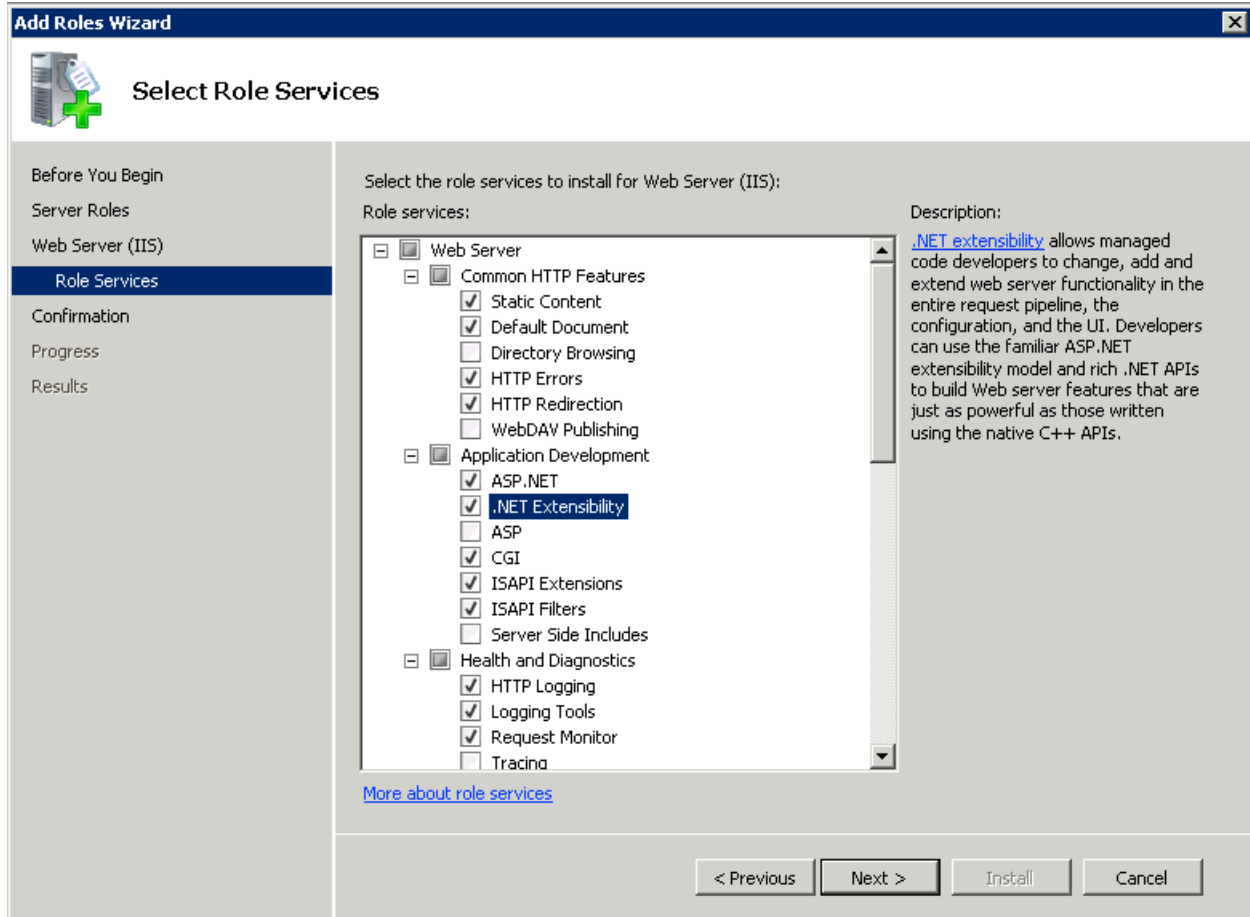 Add Roles Wizard
Select Role Services
Before You Begin
Server Roles
Web Server (IIS)
Role Services
Confirmation
Progress
Results
Select the role services to install for Web Server (IIS):
Role services:
Web Server
Common HTTP Features
Static Content
Default Document
Directory Browsing
HTTP Errors
HTTP Redirection
WebDAV Publishing
Application Development
ASP.NET
.NET Extensibility
ASP
CGI
ISAPI Extensions
ISAPI Filters
Server Side Includes
Health and Diagnostics
HTTP Logging
Logging Tools
Request Monitor
Tracing
More about role services
Description:
.NET extensibility allows managed
code developers to change, add and
extend web server functionality in the
entire request pipeline, the
configuration, and the UI. Developers
can use the familiar ASP.NET
extensibility model and rich .NET APIs
to build Web server features that are
just as powerful as those written
using the native C++ APIs.
< Previous
Next >
Install
Cancel